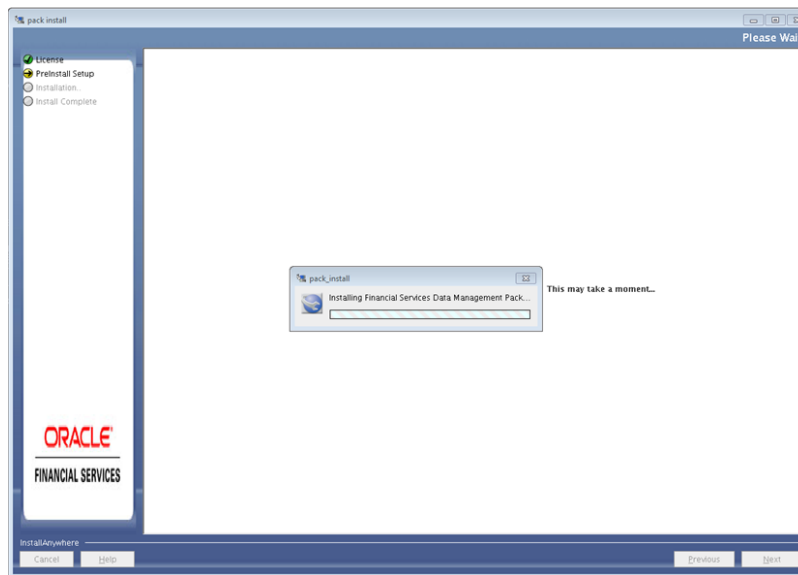 pack install
Please Wai
License
PreInstall Setup
Installation..
Install Complete
pack_install
Installing Financial Services Data Management Pack...
This may take a moment...
ORACLE
FINANCIAL SERVICES
InstallAnywhere
Cancel
Help
Previous
Next